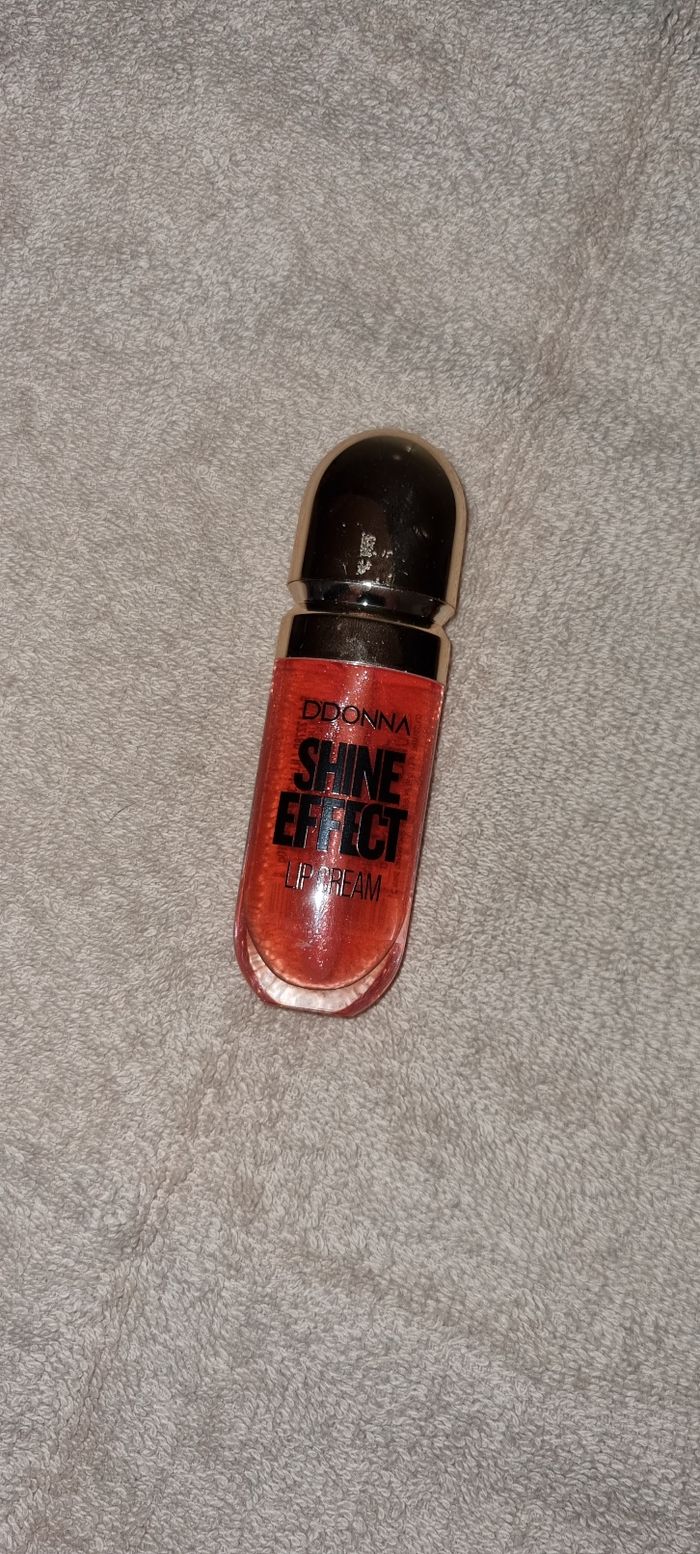 DDONNA
SHINE
EFFECT
LIP CREAM